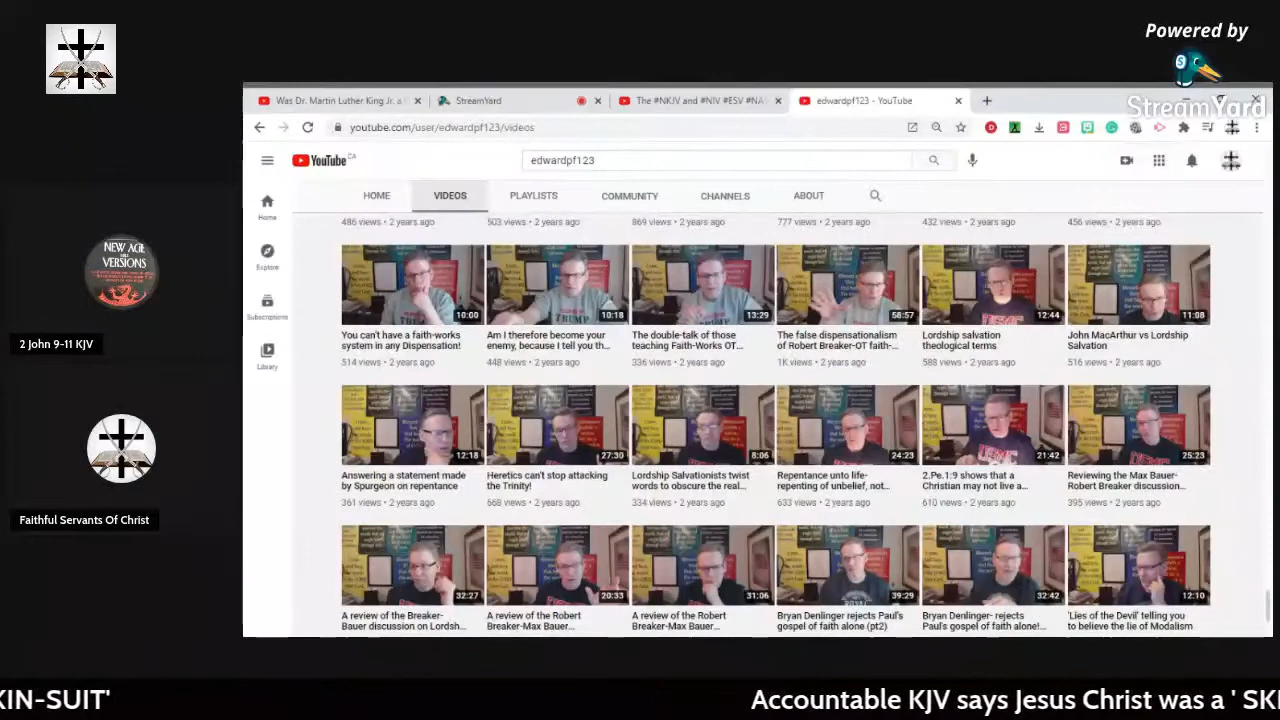 Powered by
StreamYard
Was Dr. Martin Luther King Jr. a
StreamYard
The #NKJV and #NIV #ESV #NA
edwardpf123 - YouTube
youtube.com/user/edwardpf123/videos
YouTube CA
edwardpf123
HOME
VIDEOS
PLAYLISTS
COMMUNITY
CHANNELS
ABOUT
Home
Explore
Subscriptions
Library
486 views • 2 years ago
503 views • 2 years ago
869 views • 2 years ago
777 views • 2 years ago
432 views • 2 years ago
456 views • 2 years ago
10:00
10:18
13:29
58:57
12:44
11:08
You can't have a faith-works
system in any Dispensation!
514 views • 2 years ago
Am I therefore become your
enemy, because I tell you th...
448 views • 2 years ago
The double-talk of those
teaching Faith-Works OT...
336 views • 2 years ago
The false dispensationalism
of Robert Breaker-OT faith-...
1K views • 2 years ago
Lordship salvation
theological terms
588 views • 2 years ago
John MacArthur vs Lordship
Salvation
516 views • 2 years ago
12:18
27:30
8:06
24:23
21:42
25:23
Answering a statement made
by Spurgeon on repentance
361 views • 2 years ago
Heretics can't stop attacking
the Trinity!
668 views • 2 years ago
Lordship Salvationists twist
words to obscure the real...
334 views • 2 years ago
Repentance unto life-
repenting of unbelief, not...
633 views • 2 years ago
2.Pe.1:9 shows that a
Christian may not live a...
610 views • 2 years ago
Reviewing the Max Bauer-
Robert Breaker discussion...
395 views • 2 years ago
32:27
20:33
31:06
39:29
32:42
12:10
A review of the Breaker-
Bauer discussion on Lordsh...
A review of the Robert
Breaker-Max Bauer...
A review of the Robert
Breaker-Max Bauer...
Bryan Denlinger rejects Paul's
gospel of faith alone (pt2)
Bryan Denlinger- rejects
Paul's gospel of faith alone!...
'Lies of the Devil' telling you
to believe the lie of Modalism
NEW AGE
VERSIONS
2 John 9-11 KJV
Faithful Servants Of Christ
KIN-SUIT'
Accountable KJV says Jesus Christ was a ' SKI